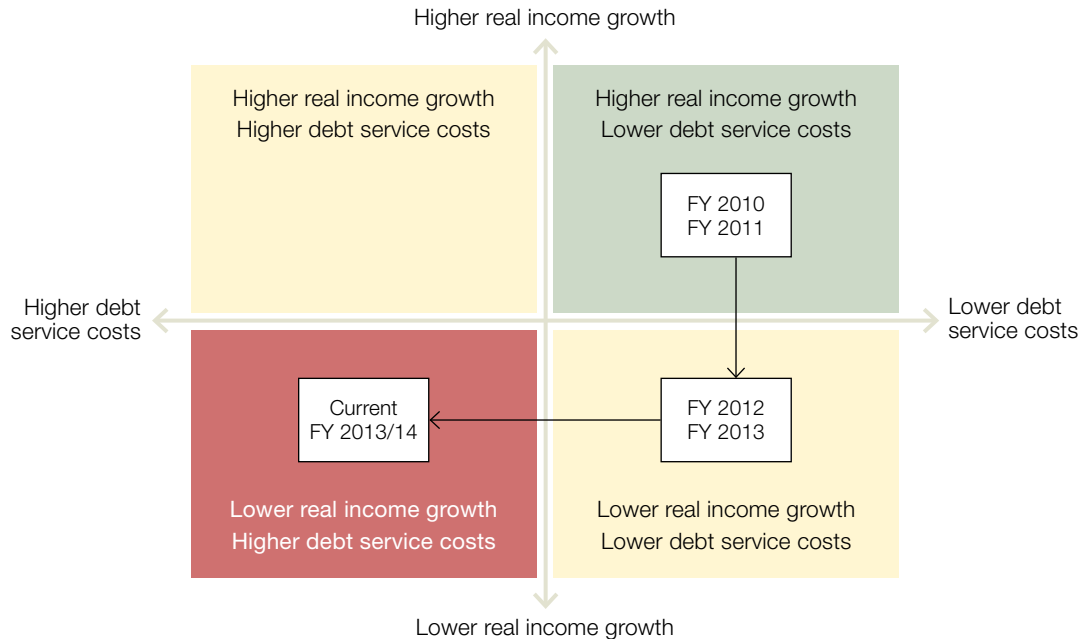 Higher real income growth
Higher real income growth
Higher debt service costs
Higher real income growth
Lower debt service costs
FY 2010
FY 2011
Higher debt
service costs
Lower debt
service costs
Current
FY 2013/14
FY 2012
FY 2013
Lower real income growth
Higher debt service costs
Lower real income growth
Lower debt service costs
Lower real income growth